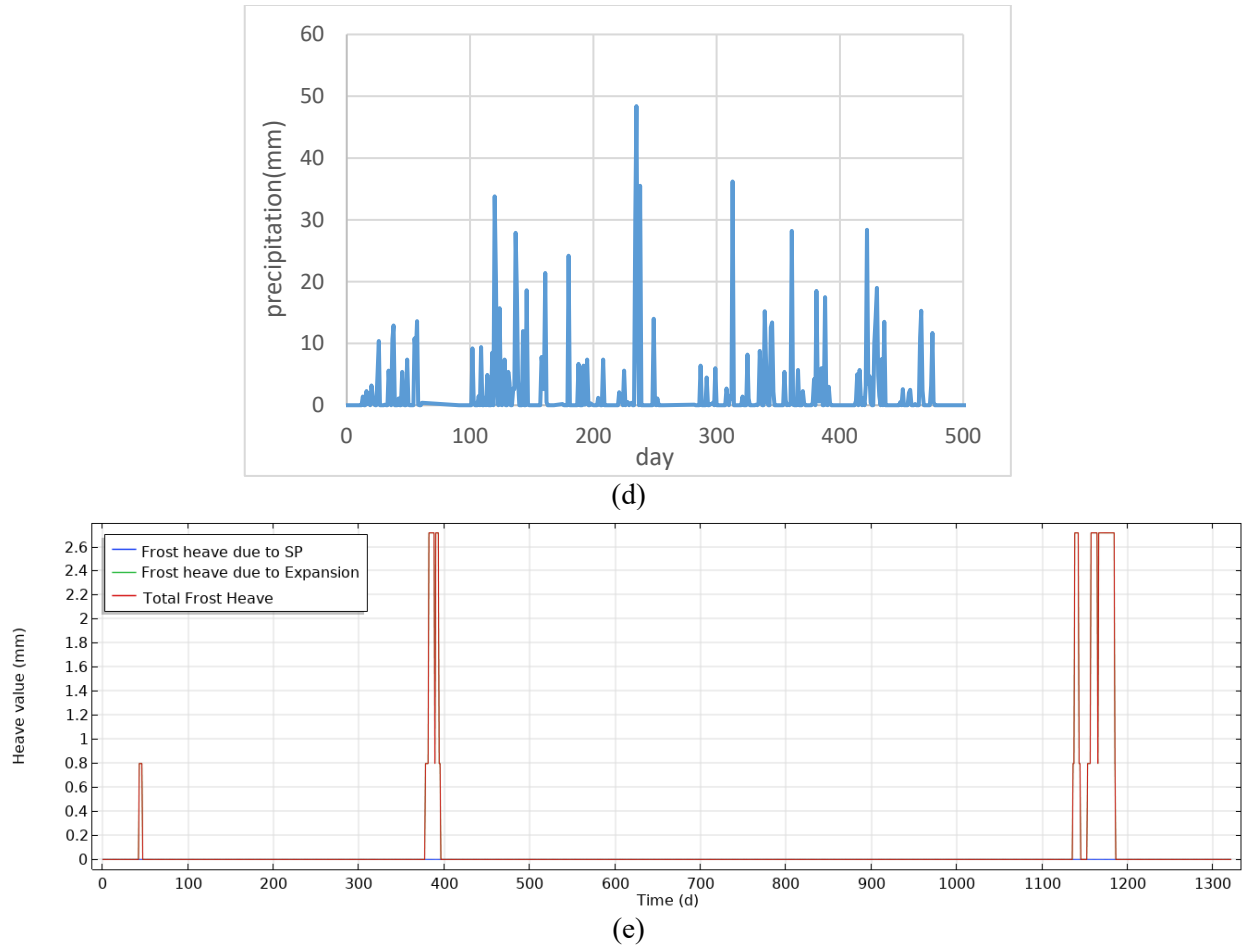 60
50
40
30
20
10
0
precipitation(mm)
0 100 200 300 400 500
day
(d)
Frost heave due to SP
Frost heave due to Expansion
Total Frost Heave
2.6
2.4
2.2
2
1.8
1.6
1.4
1.2
1
0.8
0.6
0.4
0.2
0
Heave value (mm)
0 100 200 300 400 500 600 700 800 900 1000 1100 1200 1300
Time (d)
(e)